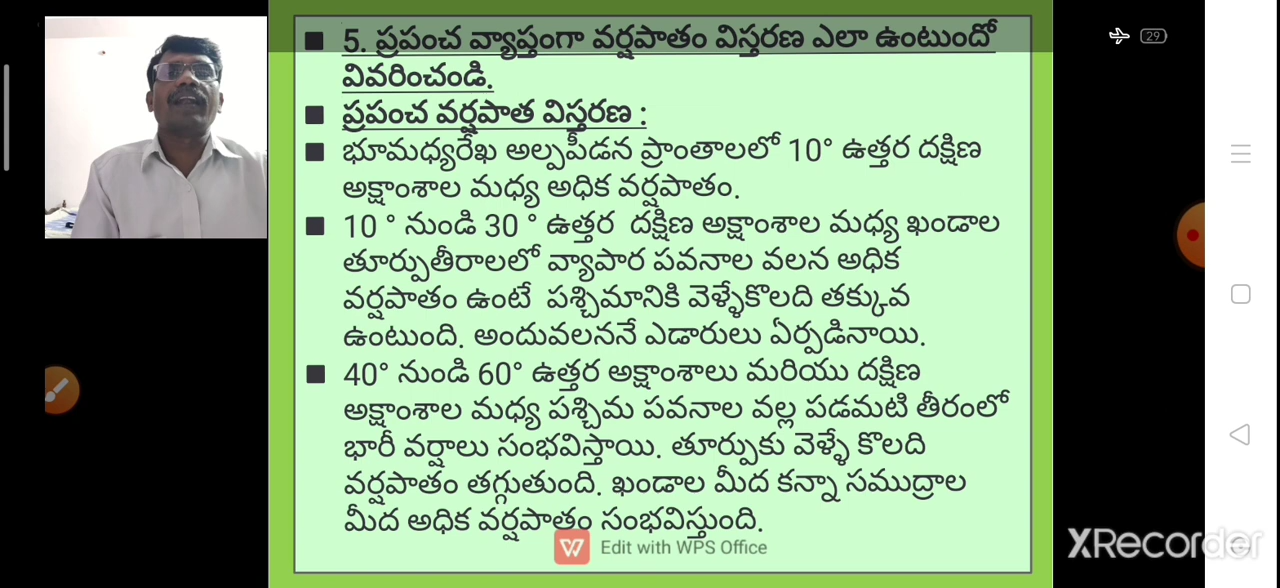 5. ప్రపంచ వ్యాప్తంగా వర్షపాతం విస్తరణ ఎలా ఉంటుందో
వివరించండి.
ప్రపంచ వర్షపాత విస్తరణ :
భూమధ్యరేఖ అల్పపీడన ప్రాంతాలలో 10° ఉత్తర దక్షిణ
అక్షాంశాల మధ్య అధిక వర్షపాతం.
10 ° నుండి 30 ° ఉత్తర దక్షిణ అక్షాంశాల మధ్య ఖండాల
తూర్పుతీరాలలో వ్యాపార పవనాల వలన అధిక
వర్షపాతం ఉంటే పశ్చిమానికి వెళ్ళేకొలది తక్కువ
ఉంటుంది. అందువలననే ఎడారులు ఏర్పడినాయి.
40° నుండి 60° ఉత్తర అక్షాంశాలు మరియు దక్షిణ
అక్షాంశాల మధ్య పశ్చిమ పవనాల వల్ల పడమటి తీరంలో
భారీ వర్షాలు సంభవిస్తాయి. తూర్పుకు వెళ్ళే కొలది
వర్షపాతం తగ్గుతుంది. ఖండాల మీద కన్నా సముద్రాల
మీద అధిక వర్షపాతం సంభవిస్తుంది.
Edit with WPS Office
29
XRecorder